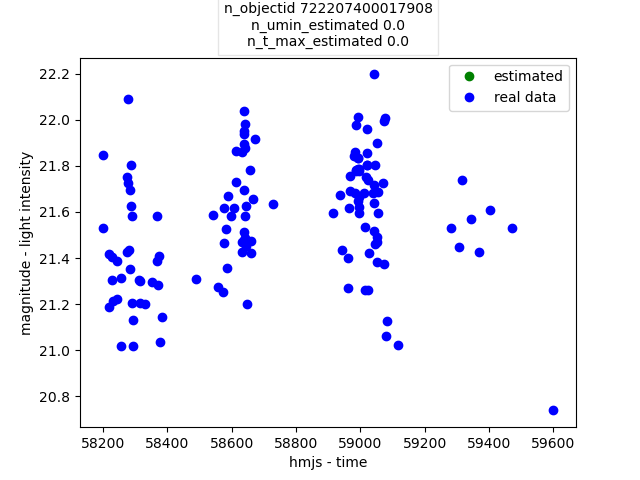 n_objectid 722207400017908
n_umin_estimated 0.0
n_t_max_estimated 0.0
estimated
real data
22.2
22.0
21.8
21.6
21.4
21.2
21.0
20.8
magnitude - light intensity
58200 58400 58600 58800 59000 59200 59400 59600
hmjs - time